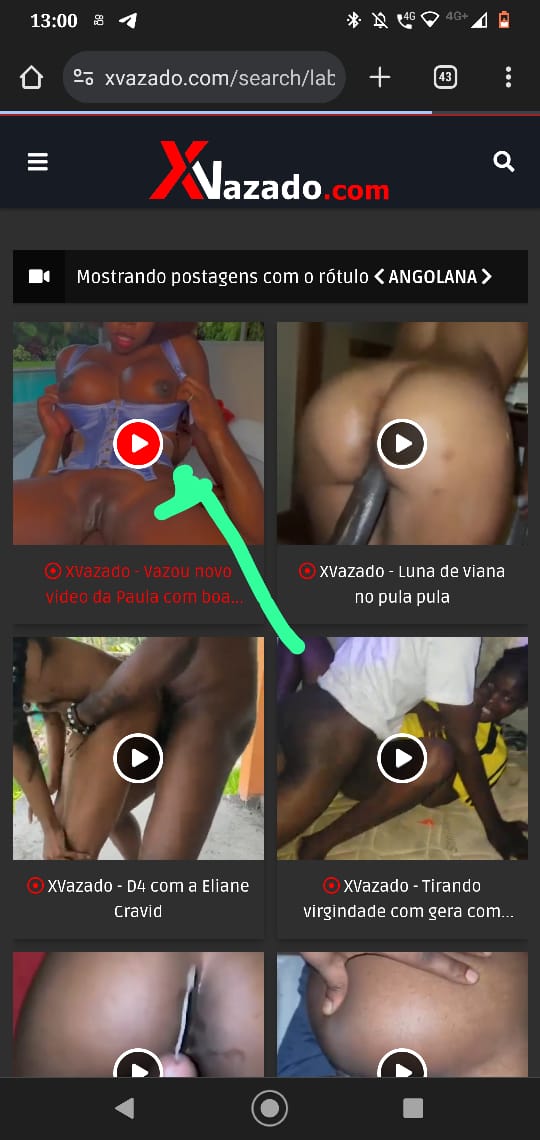 13:00
4G
4G+
xvazado.com/search/lab
43
XVazado.com
Mostrando postagens com o rótulo < ANGOLANA >
XVazado - Vazou novo
video da Paula com boa...
XVazado - Luna de viana
no pula pula
XVazado - D4 com a Eliane
Cravid
XVazado - Tirando
virgindade com gera com...